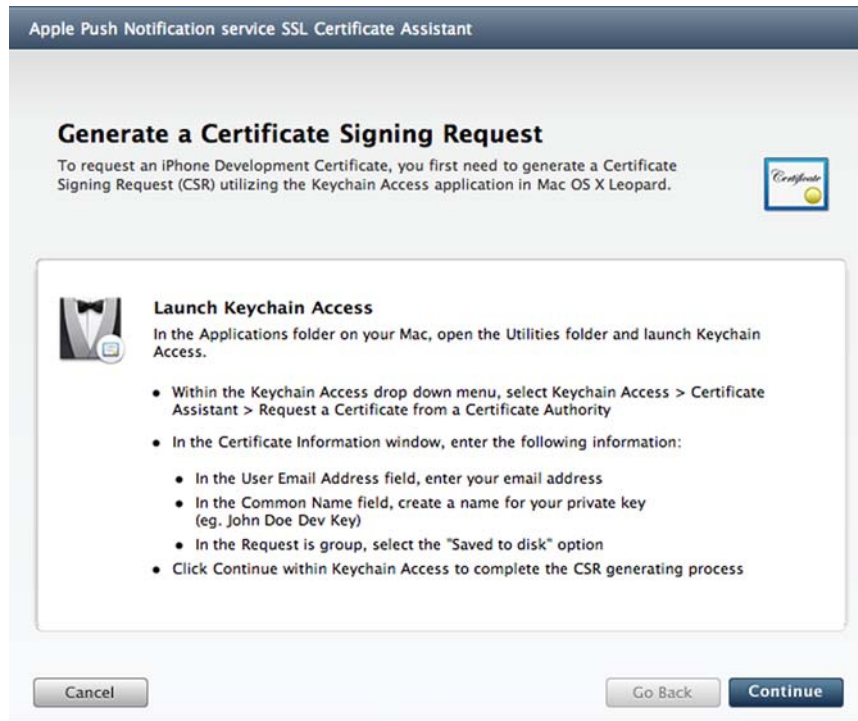 Apple Push Notification service SSL Certificate Assistant
Generate a Certificate Signing Request
To request an iPhone Development Certificate, you first need to generate a Certificate
Signing Request (CSR) utilizing the Keychain Access application in Mac OS X Leopard.
Certificate
Launch Keychain Access
In the Applications folder on your Mac, open the Utilities folder and launch Keychain
Access.
• Within the Keychain Access drop down menu, select Keychain Access > Certificate
Assistant > Request a Certificate from a Certificate Authority
• In the Certificate Information window, enter the following information:
• In the User Email Address field, enter your email address
• In the Common Name field, create a name for your private key
(eg. John Doe Dev Key)
• In the Request is group, select the "Saved to disk" option
• Click Continue within Keychain Access to complete the CSR generating process
Cancel
Go Back
Continue